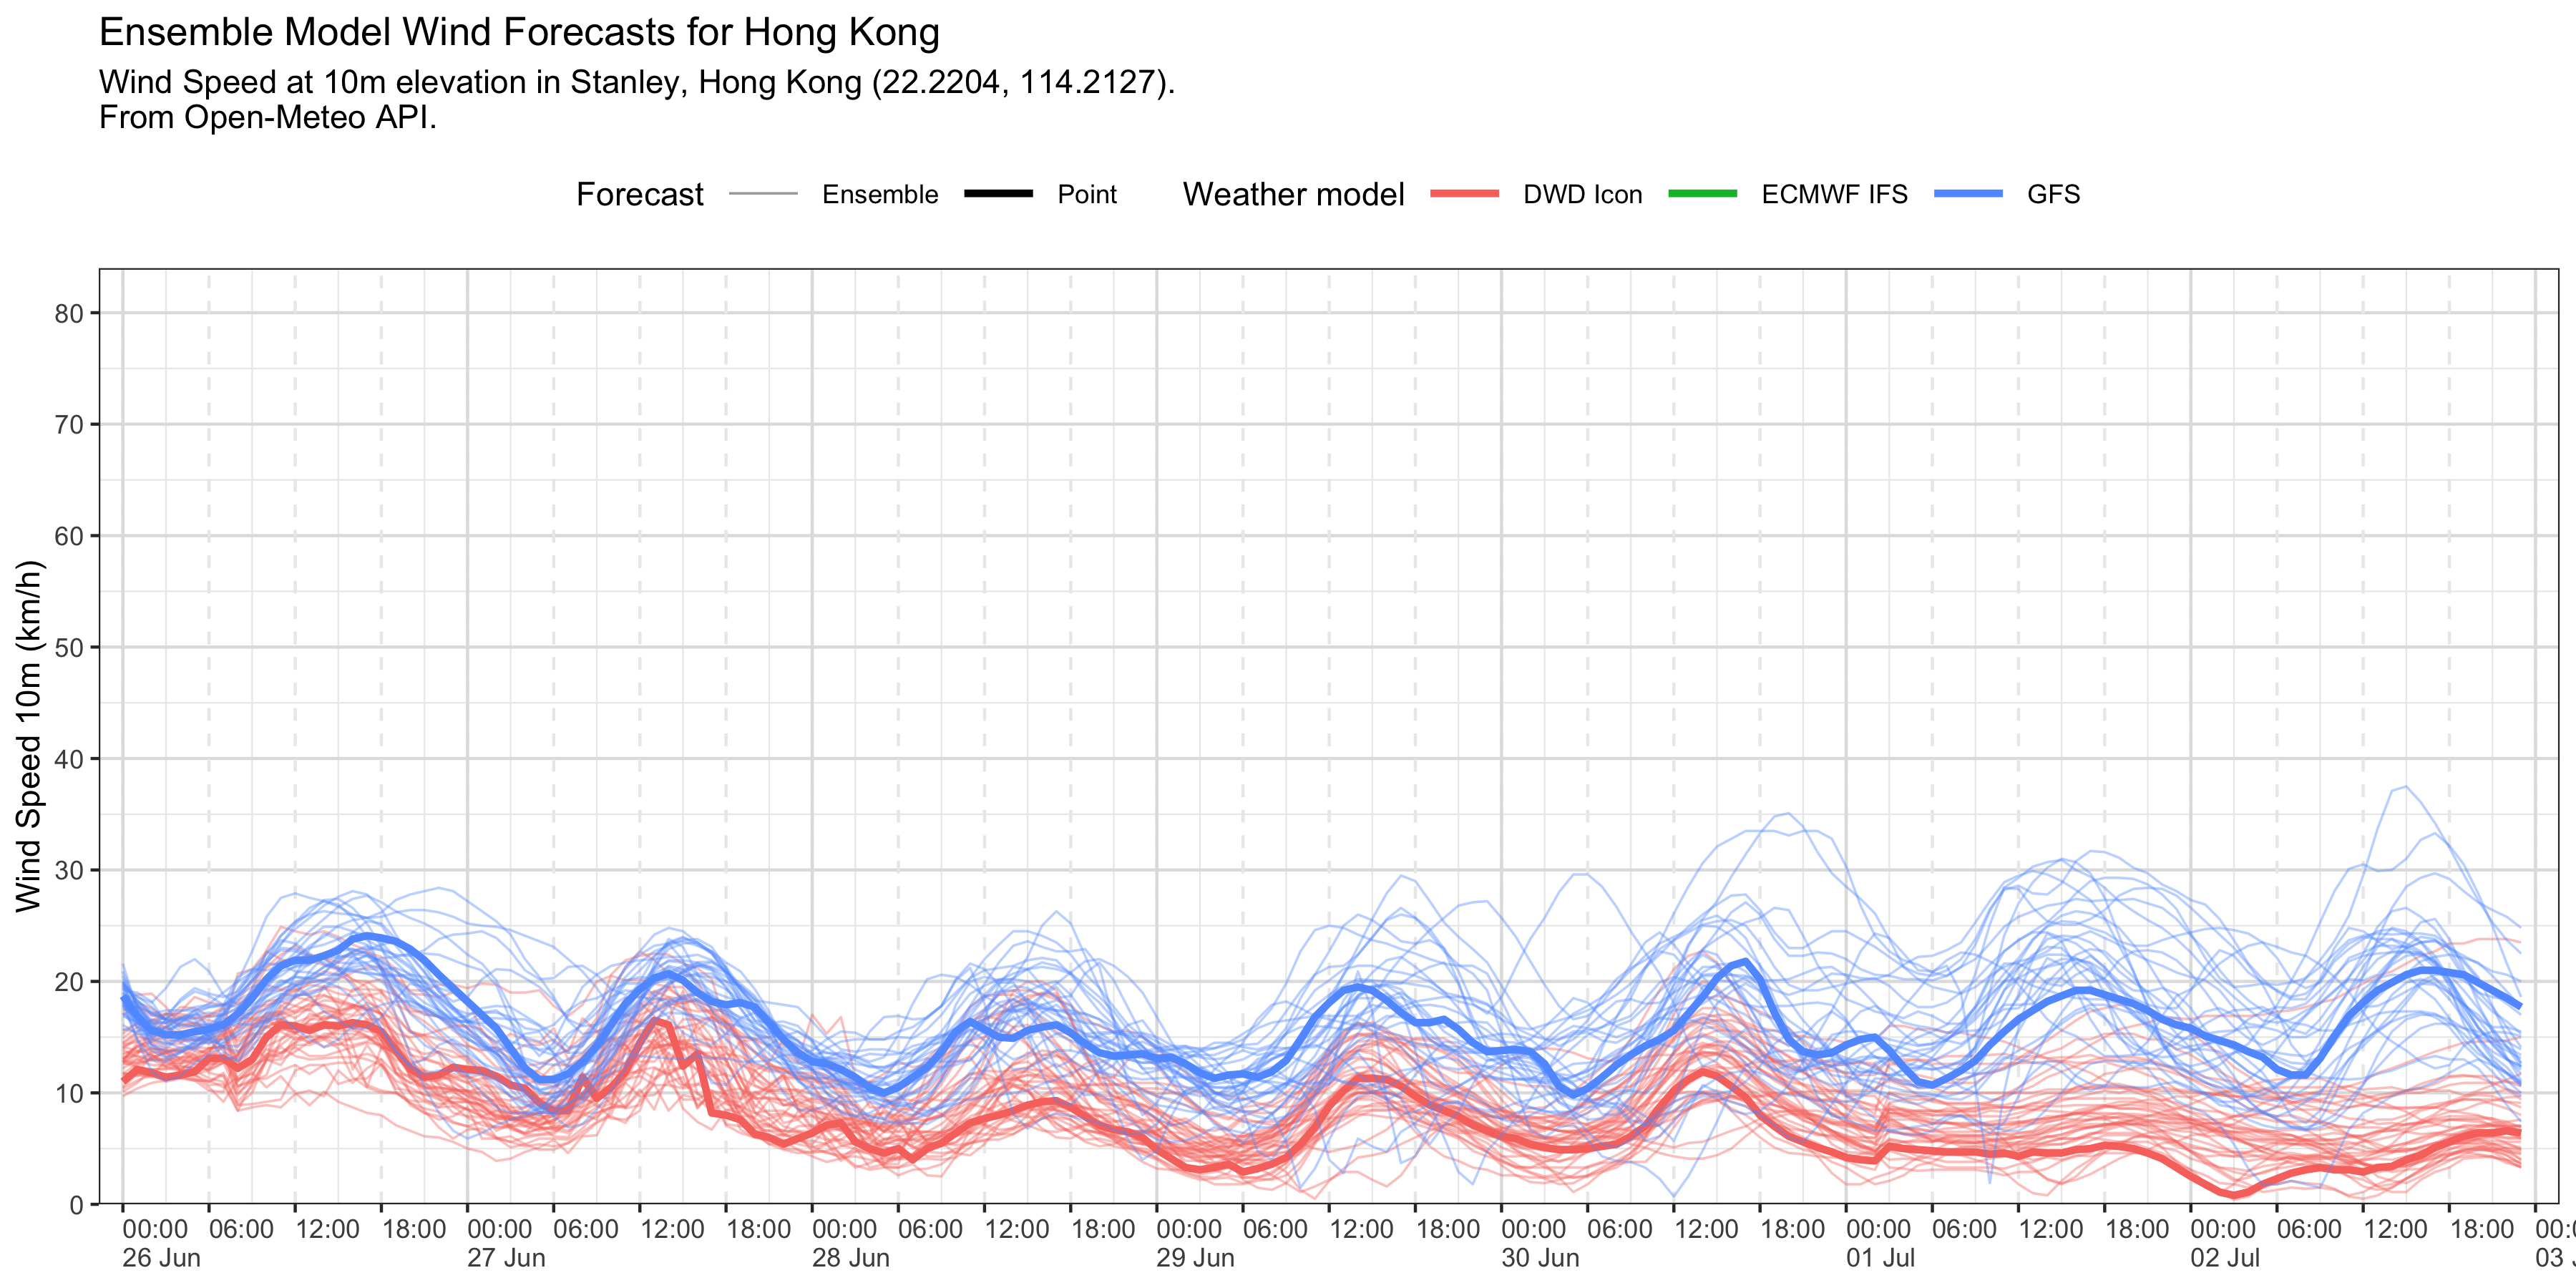 Ensemble Model Wind Forecasts for Hong Kong
Wind Speed at 10m elevation in Stanley, Hong Kong (22.2204, 114.2127).
From Open-Meteo API.
Forecast Ensemble Point Weather model DWD Icon ECMWF IFS GFS
Wind Speed 10m (km/h)
80
70
60
50
40
30
20
10
0
00:00 06:00 12:00 18:00 00:00 06:00 12:00 18:00 00:00 06:00 12:00 18:00 00:00 06:00 12:00 18:00 00:00 06:00 12:00 18:00 00:00 06:00 12:00 18:00 00:00 06:00 12:00 18:00
26 Jun 27 Jun 28 Jun 29 Jun 30 Jun 01 Jul 02 Jul 03